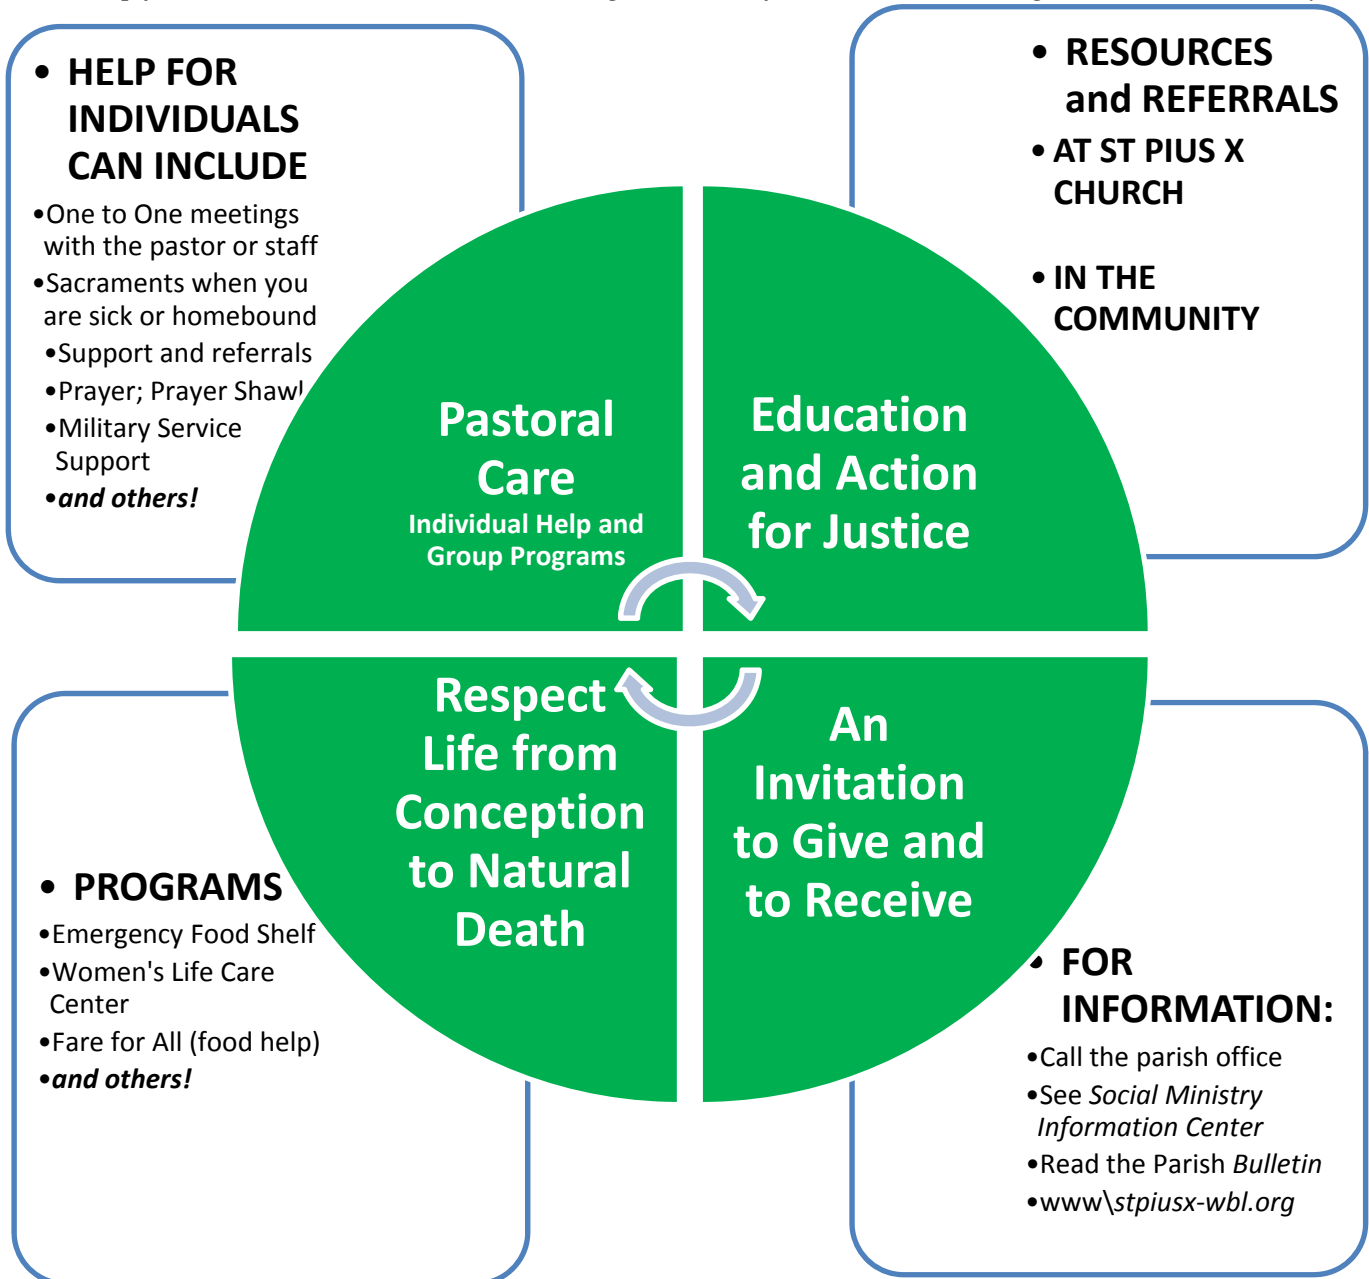 • HELP FOR
INDIVIDUALS
CAN INCLUDE
•One to One meetings
with the pastor or staff
•Sacraments when you
are sick or homebound
•Support and referrals
•Prayer; Prayer Shawl
•Military Service
Support
•and others!
• RESOURCES
and REFERRALS
• AT ST PIUS X
CHURCH
• IN THE
COMMUNITY
Pastoral
Care
Individual Help and
Group Programs
Education
and Action
for Justice
Respect
Life from
Conception
to Natural
Death
An
Invitation
to Give and
to Receive
• PROGRAMS
•Emergency Food Shelf
•Women's Life Care
Center
•Fare for All (food help)
•and others!
• FOR
INFORMATION:
•Call the parish office
•See Social Ministry
Information Center
•Read the Parish Bulletin
•www\stpiusx-wbl.org